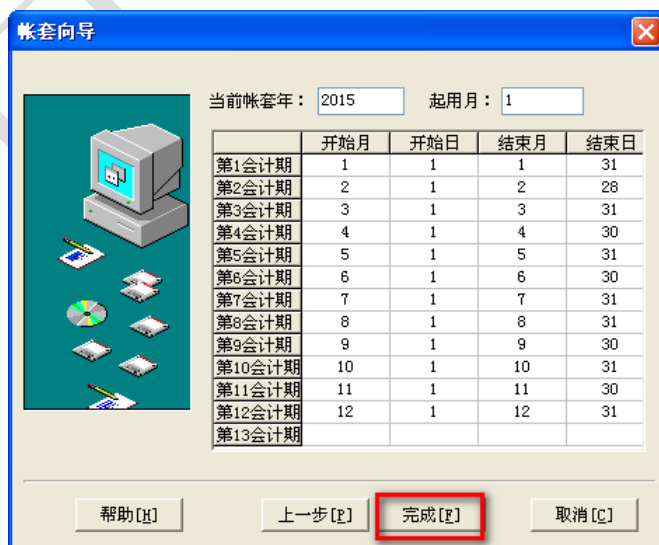 帐套向导
当前帐套年： 2015 起用月： 1
开始月 开始日 结束月 结束日
第1会计期 1 1 1 31
第2会计期 2 1 2 28
第3会计期 3 1 3 31
第4会计期 4 1 4 30
第5会计期 5 1 5 31
第6会计期 6 1 6 30
第7会计期 7 1 7 31
第8会计期 8 1 8 31
第9会计期 9 1 9 30
第10会计期 10 1 10 31
第11会计期 11 1 11 30
第12会计期 12 1 12 31
第13会计期
帮助[H] 上一步[P] 完成[F] 取消[C]